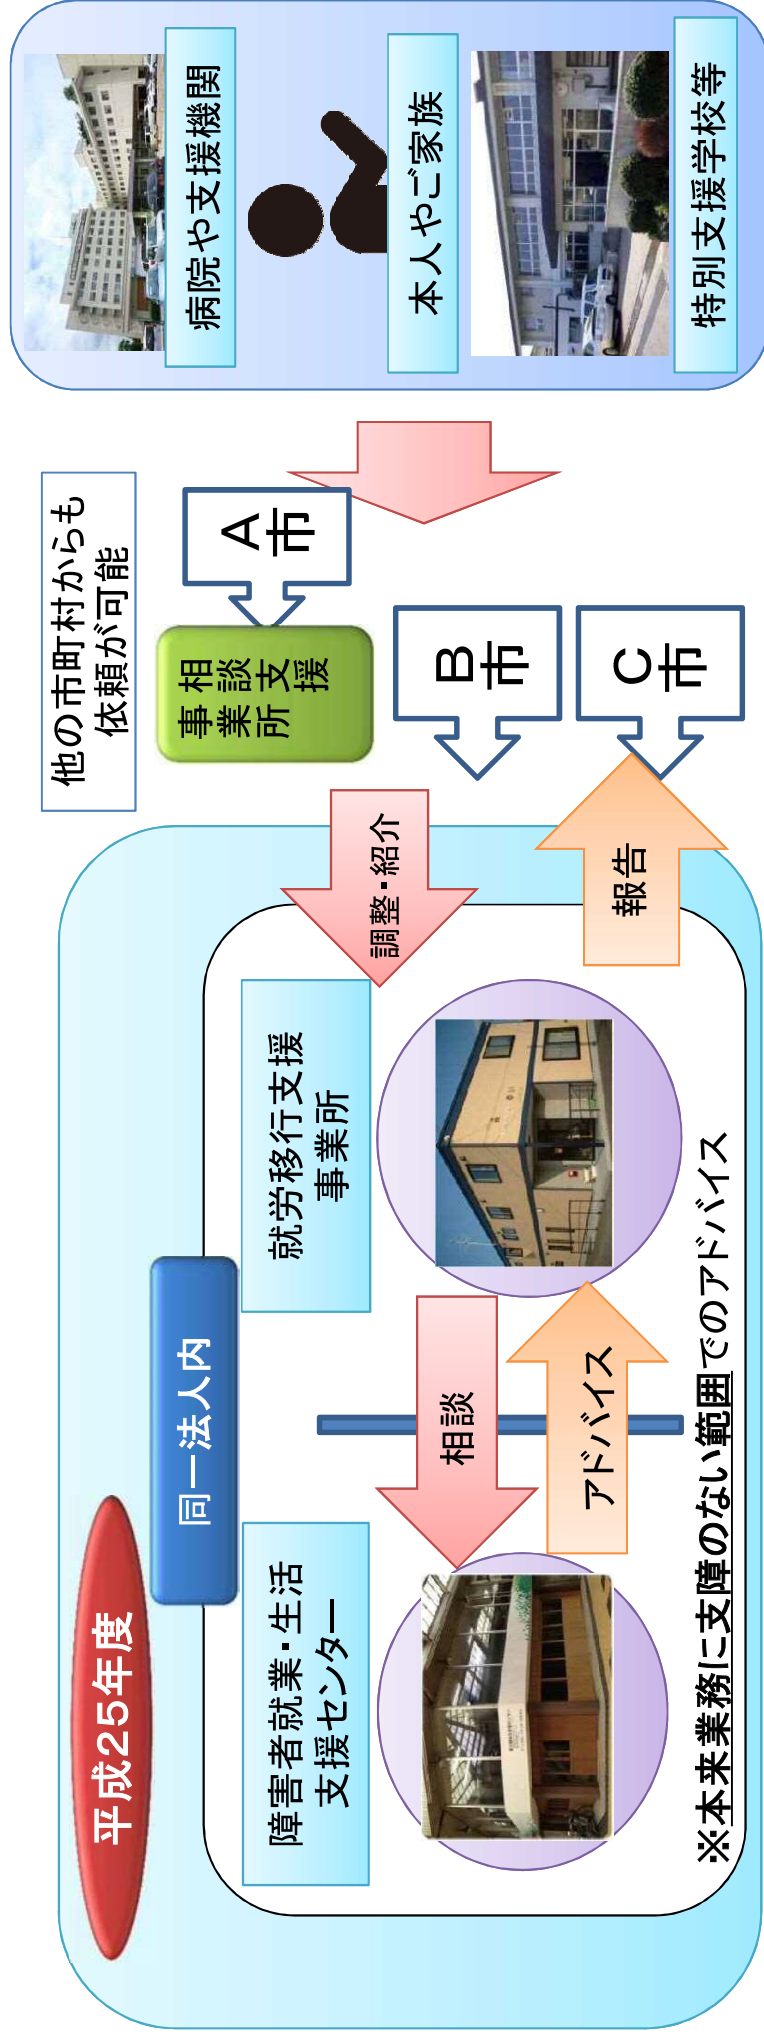 平成25年度
同一法人内
障害者就業・生活
支援センター
就労移行支援
事業所
相談
アドバイス
※本来業務に支障のない範囲でのアドバイス
調整・紹介
報告
他の市町村からも
依頼が可能
相談支援
事業所
A
市
B
市
C
市
病院や支援機関
本人やご家族
特別支援学校等